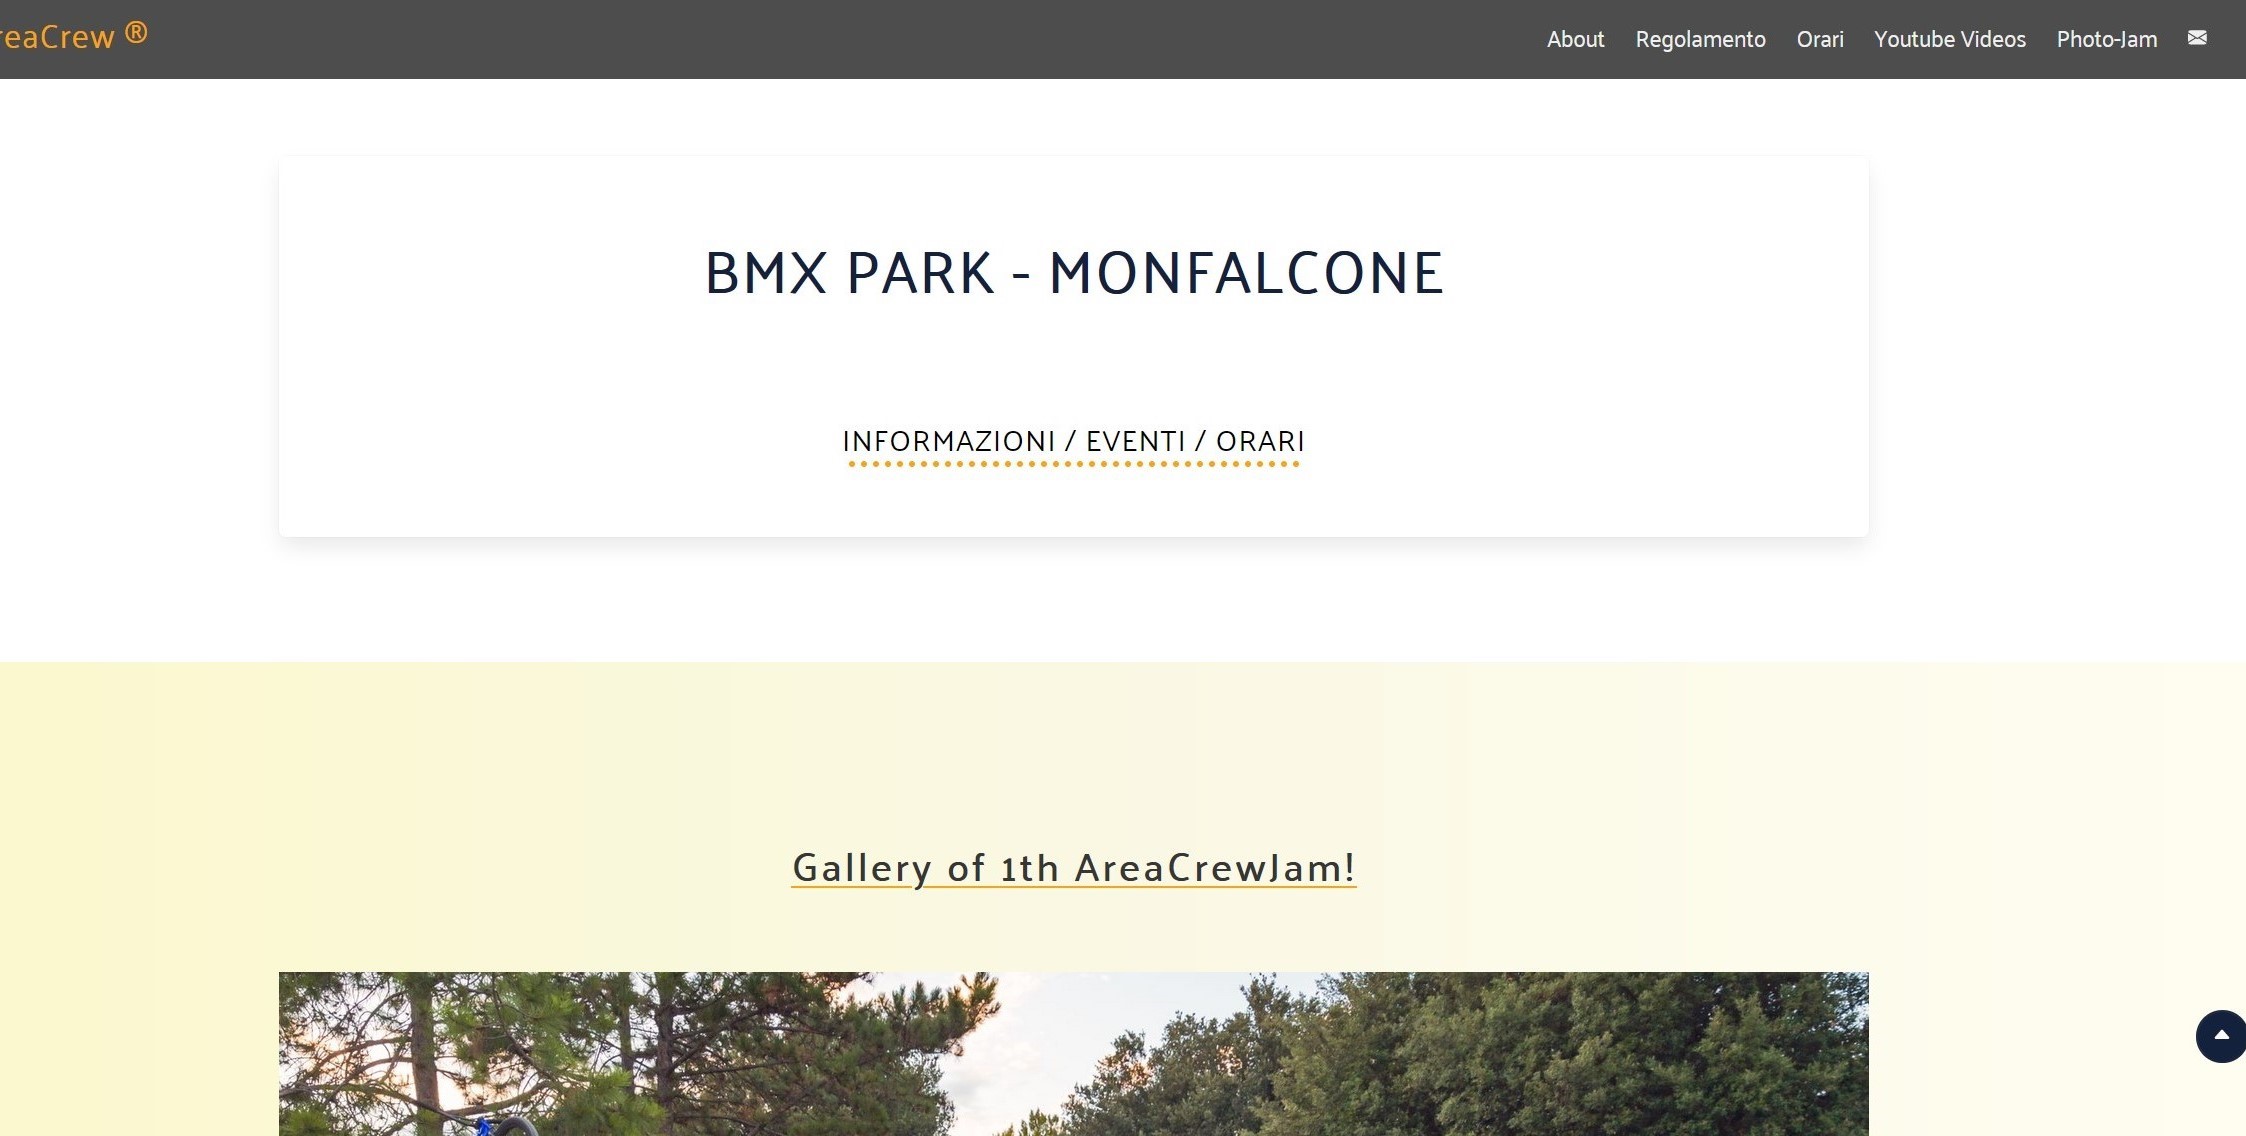 reaCrew ®
About Regolamento Orari Youtube Videos Photo-Jam
BMX PARK - MONFALCONE
INFORMAZIONI / EVENTI / ORARI
Gallery of 1th AreaCrewJam!